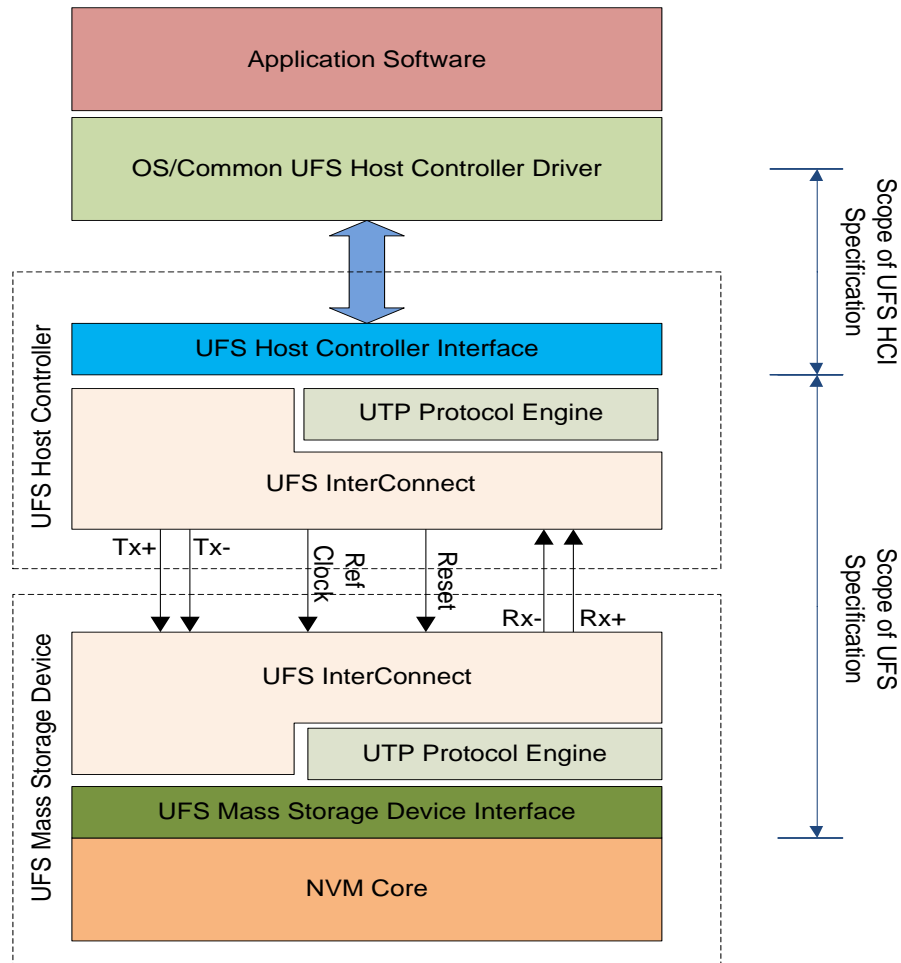 Application Software
OS/Common UFS Host Controller Driver
Scope of UFS HCI
Specification
UFS Host Controller
UFS Host Controller Interface
UTP Protocol Engine
UFS InterConnect
Tx+
Tx-
Ref
Clock
Reset
Rx-
Rx+
Scope of UFS
Specification
UFS Mass Storage Device
UFS InterConnect
UTP Protocol Engine
UFS Mass Storage Device Interface
NVM Core